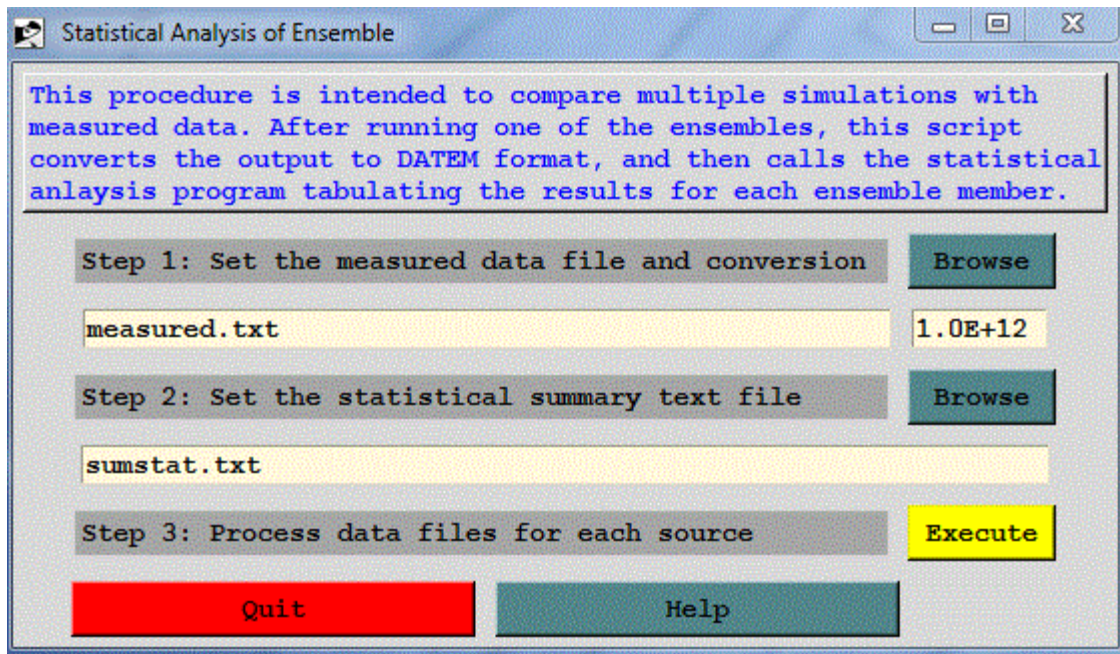 Statistical Analysis of Ensemble
This procedure is intended to compare multiple simulations with
measured data. After running one of the ensembles, this script
converts the output to DATEM format, and then calls the statistical
anlaysis program tabulating the results for each ensemble member.
Step 1: Set the measured data file and conversion Browse
measured.txt 1.0E+12
Step 2: Set the statistical summary text file Browse
sumstat.txt
Step 3: Process data files for each source Execute
Quit Help